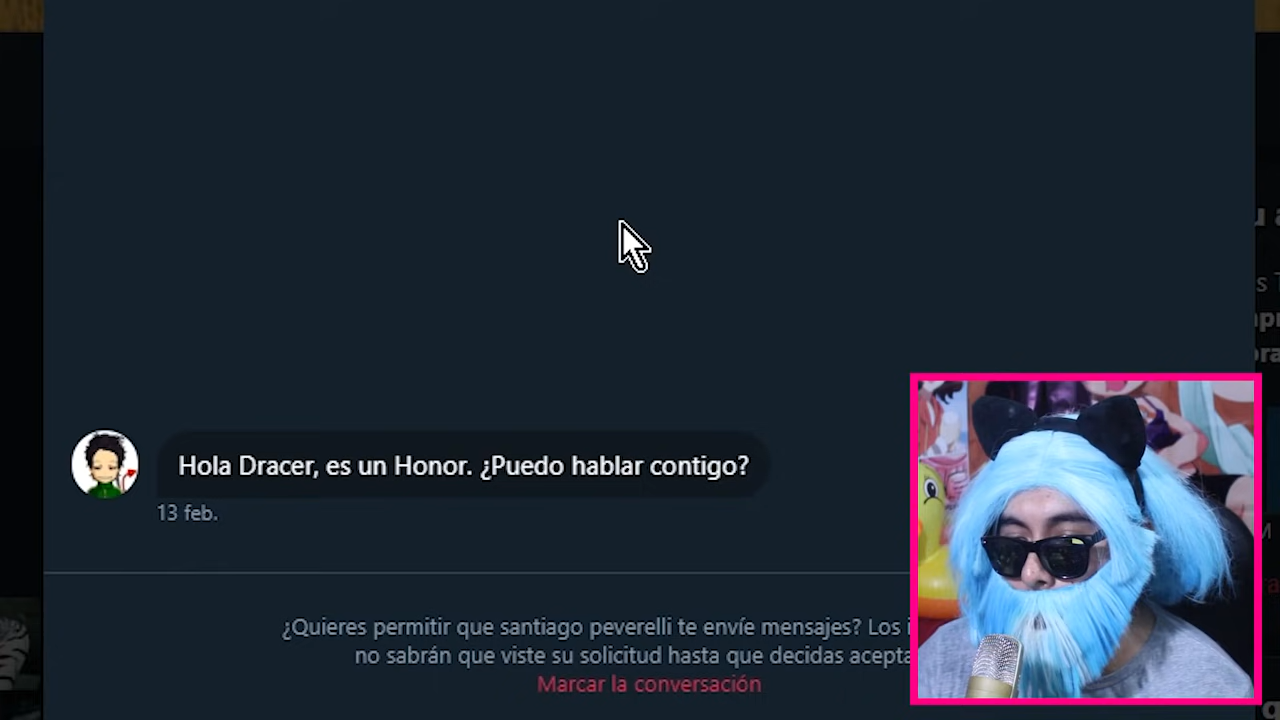 Hola Dracer, es un Honor. ¿Puedo hablar contigo?
13 feb.
¿Quieres permitir que santiago peverelli te envíe mensajes? Los
no sabrán que viste su solicitud hasta que decidas acepta
Marcar la conversación